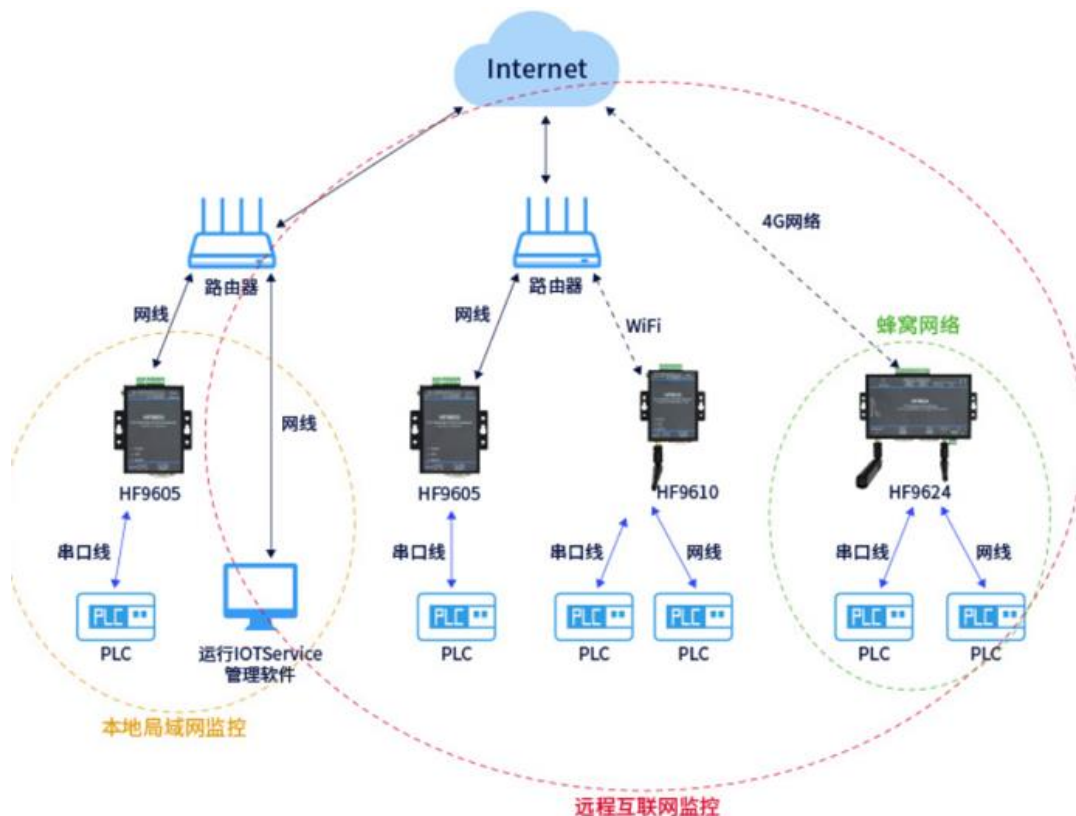 Internet
4G网络
路由器
路由器
网线
网线
WiFi
蜂窝网络
网线
HF9605
HF9605
HF9610
HF9624
串口线
串口线
串口线
网线
串口线
网线
PLC
PLC
PLC
PLC
PLC
PLC
PLC
运行IOTService
管理软件
PLC
PLC
PLC
PLC
PLC
本地局域网监控
远程互联网监控